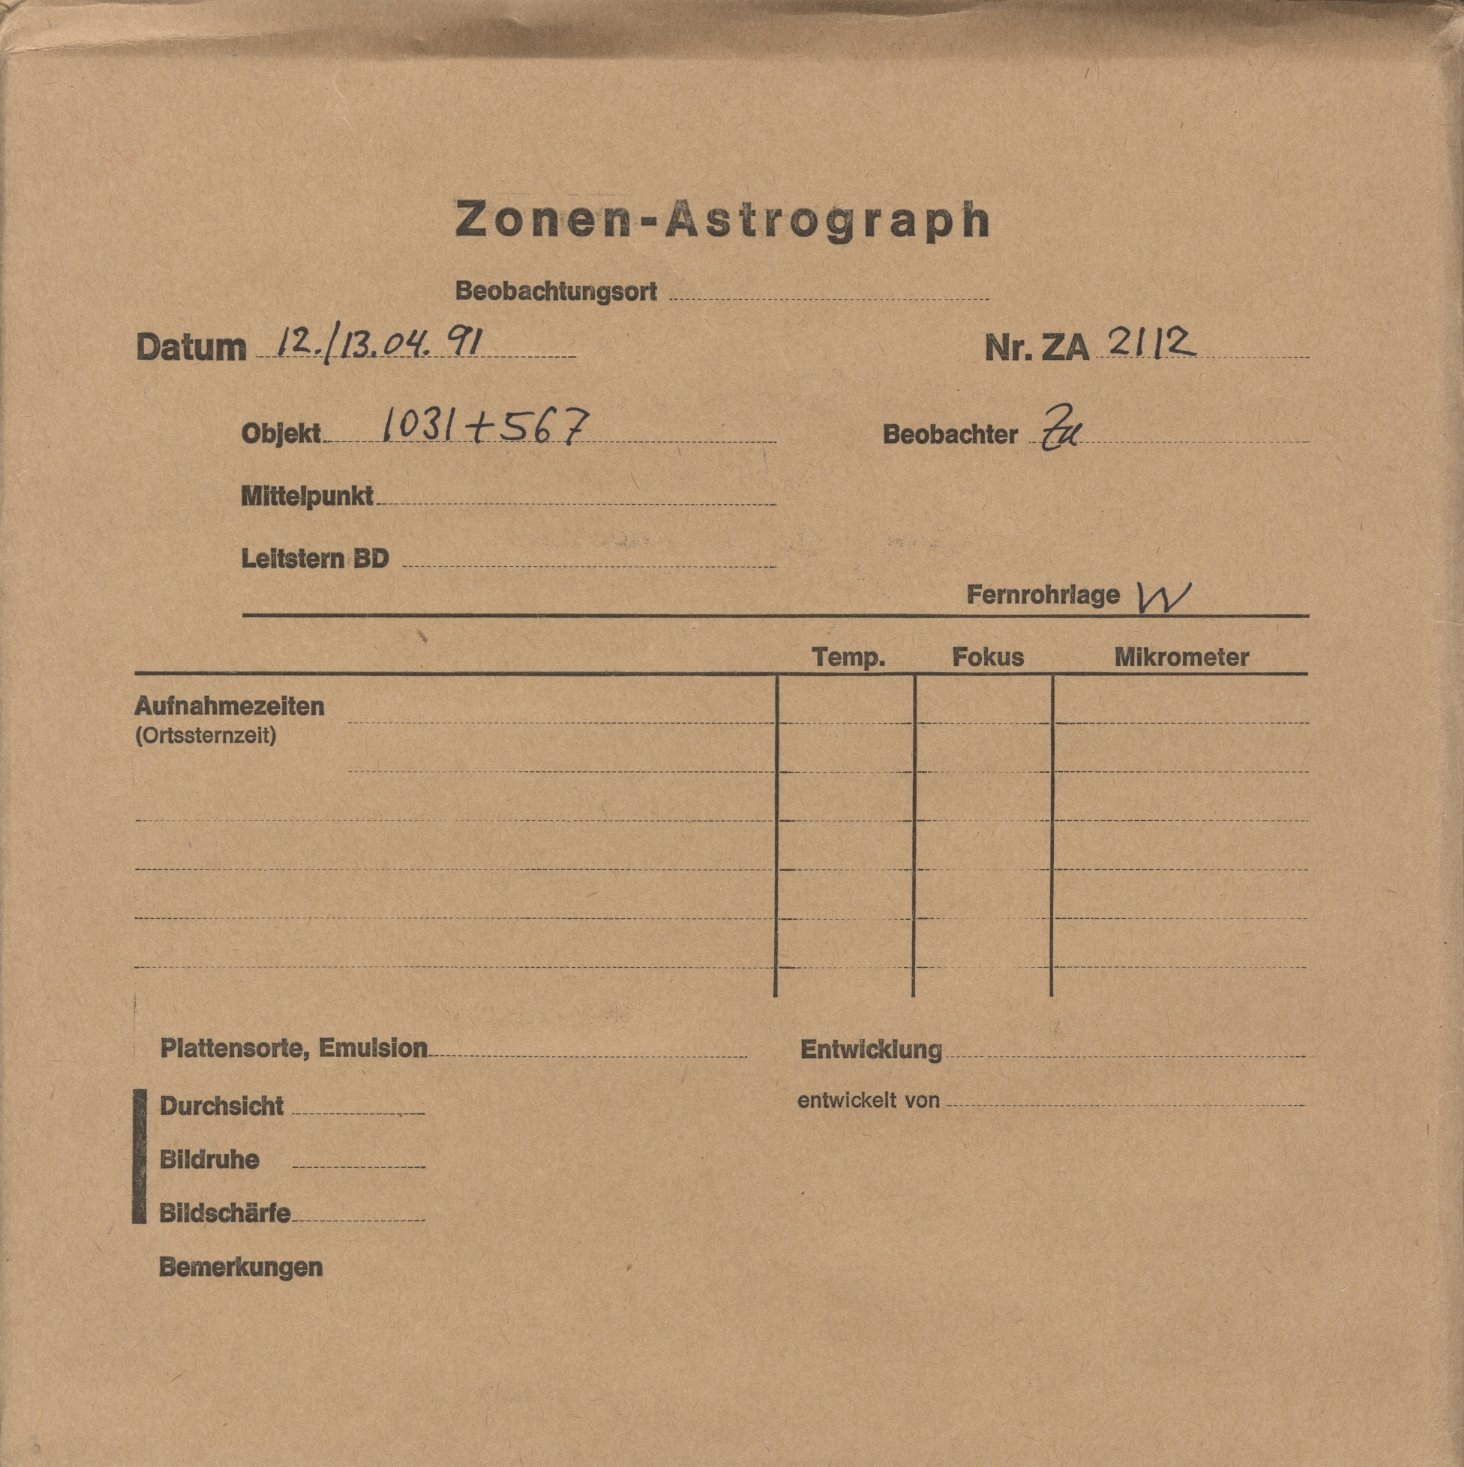 Zonen-Astrograph
Beobachtungsort
Datum 12./13.04.91 Nr. ZA 2112
Objekt 1031+567 Beobachter Za
Mittelpunkt
Leitstern BD
Fernrohrlage W
Temp. Fokus Mikrometer
Aufnahmezeiten
(Ortssternzeit)
Plattensorte, Emulsion Entwicklung
Durchsicht entwickelt von
Bildruhe
Bildschärfe
Bemerkungen